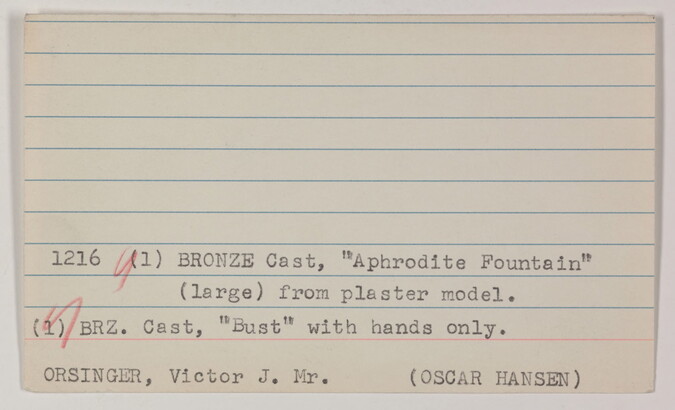 1216 (1) BRONZE Cast, "Aphrodite Fountain"
(large) from plaster model.
(1) BRZ. Cast, "Bust" with hands only.
ORSINGER, Victor J. Mr. (OSCAR HANSEN)